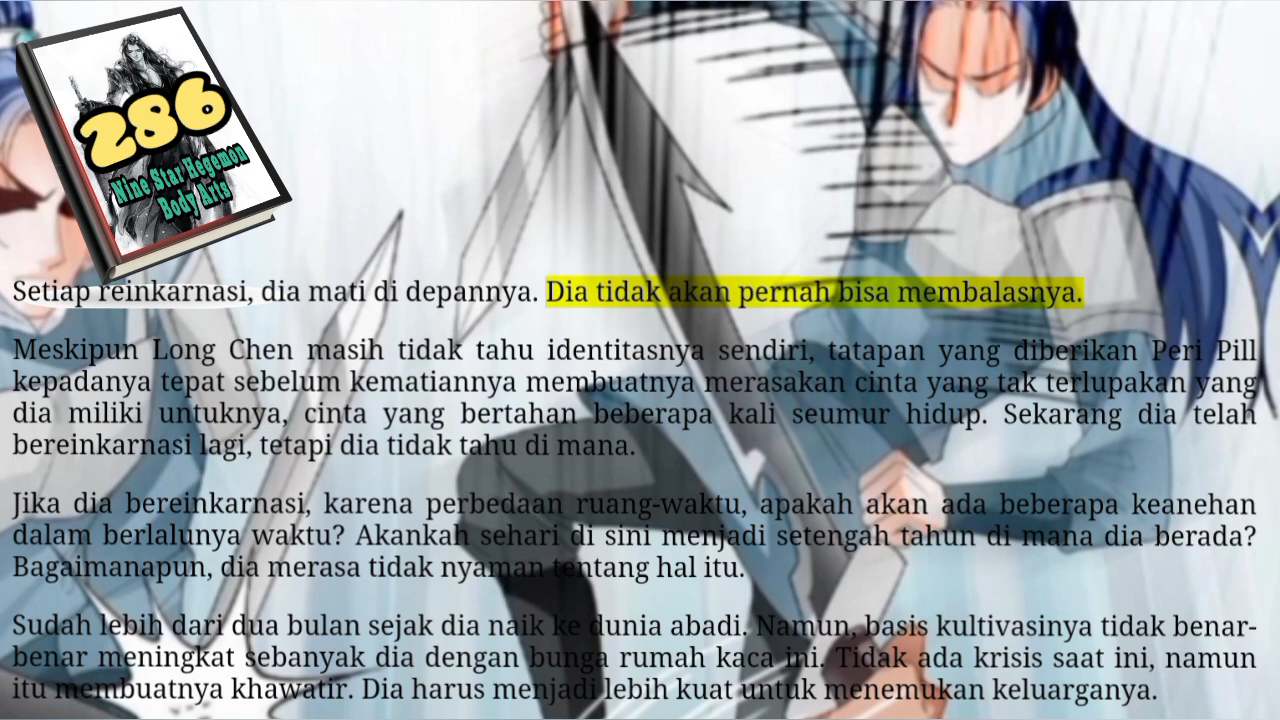 286
Nine Star Hegemon
Body Arts
Setiap reinkarnasi, dia mati di depannya. Dia tidak akan pernah bisa membalasnya.
Meskipun Long Chen masih tidak tahu identitasnya sendiri, tatapan yang diberikan Peri Pill
kepadanya tepat sebelum kematiannya membuatnya merasakan cinta yang tak terlupakan yang
dia miliki untuknya, cinta yang bertahan beberapa kali seumur hidup. Sekarang dia telah
bereinkarnasi lagi, tetapi dia tidak tahu di mana.
Jika dia bereinkarnasi, karena perbedaan ruang-waktu, apakah akan ada beberapa keanehan
dalam berlalunya waktu? Akankah sehari di sini menjadi setengah tahun di mana dia berada?
Bagaimanapun, dia merasa tidak nyaman tentang hal itu.
Sudah lebih dari dua bulan sejak dia naik ke dunia abadi. Namun, basis kultivasinya tidak benar-
benar meningkat sebanyak dia dengan bunga rumah kaca ini. Tidak ada krisis saat ini, namun
itu membuatnya khawatir. Dia harus menjadi lebih kuat untuk menemukan keluarganya.